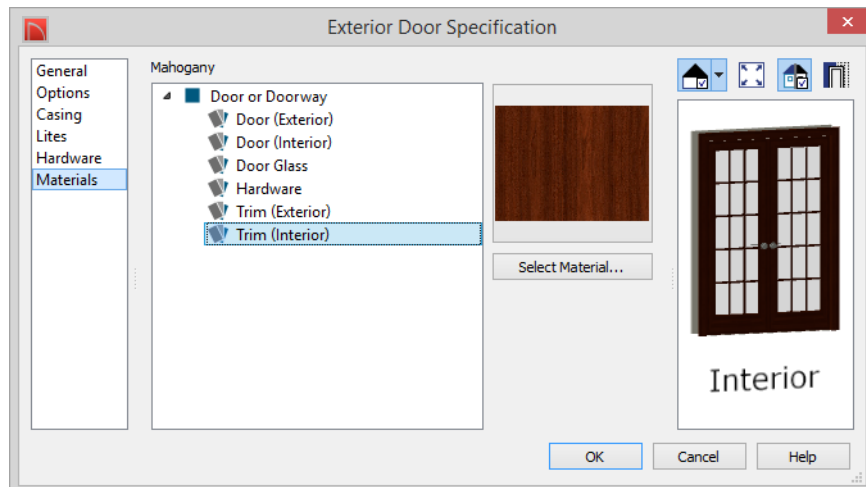 Exterior Door Specification
General
Options
Casing
Lites
Hardware
Materials
Mahogany
Door or Doorway
Door (Exterior)
Door (Interior)
Door Glass
Hardware
Trim (Exterior)
Trim (Interior)
Select Material...
Interior
OK
Cancel
Help